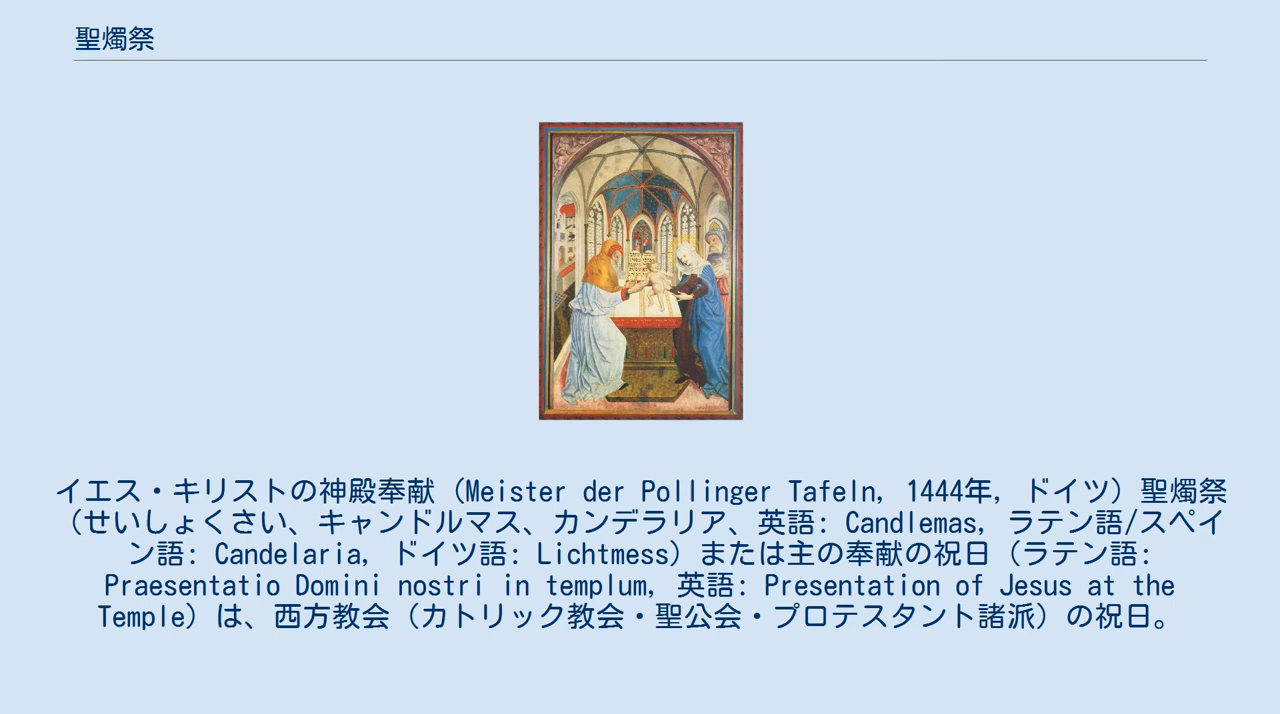 聖燭祭
イエス・キリストの神殿奉献（Meister der Pollinger Tafeln, 1444年, ドイツ）聖燭祭
（せいしょくさい、キャンドルマス、カンデラリア、英語: Candlemas, ラテン語/スペイ
ン語: Candelaria, ドイツ語: Lichtmess）または主の奉献の祝日（ラテン語:
Praesentatio Domini nostri in templum, 英語: Presentation of Jesus at the
Temple）は、西方教会（カトリック教会・聖公会・プロテスタント諸派）の祝日。